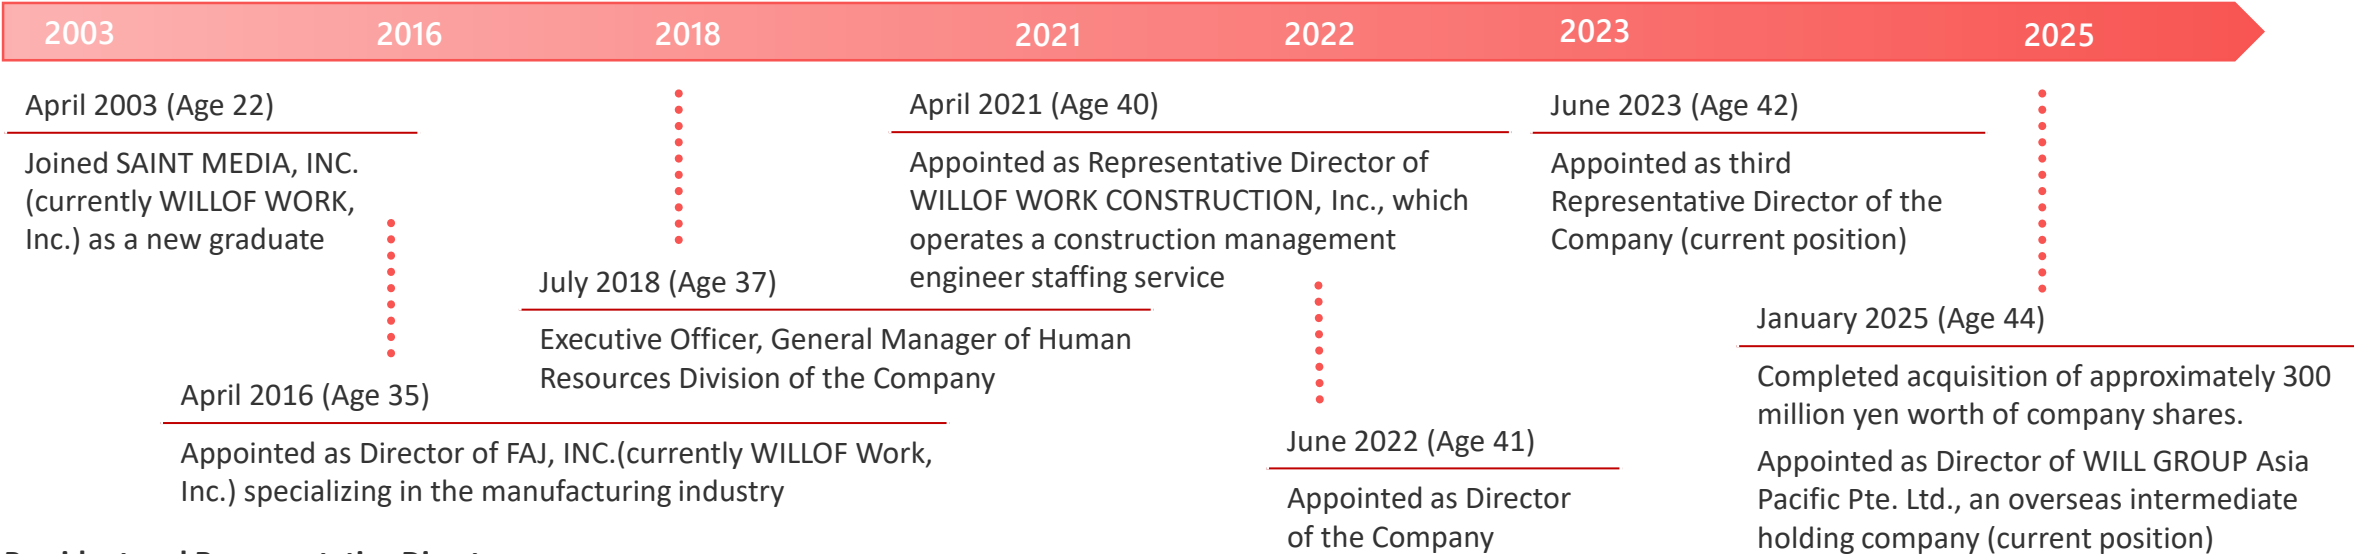 2003 2016 2018 2021 2022 2023 2025
April 2003 (Age 22)
Joined SAINT MEDIA, INC.
(currently WILLOF WORK,
Inc.) as a new graduate
April 2016 (Age 35)
Appointed as Director of FAJ, INC.(currently WILLOF Work,
Inc.) specializing in the manufacturing industry
July 2018 (Age 37)
Executive Officer, General Manager of Human
Resources Division of the Company
April 2021 (Age 40)
Appointed as Representative Director of
WILLOF WORK CONSTRUCTION, Inc., which
operates a construction management
engineer staffing service
June 2022 (Age 41)
Appointed as Director
of the Company
June 2023 (Age 42)
Appointed as third
Representative Director of the
Company (current position)
January 2025 (Age 44)
Completed acquisition of approximately 300
million yen worth of company shares.
Appointed as Director of WILL GROUP Asia
Pacific Pte. Ltd., an overseas intermediate
holding company (current position)